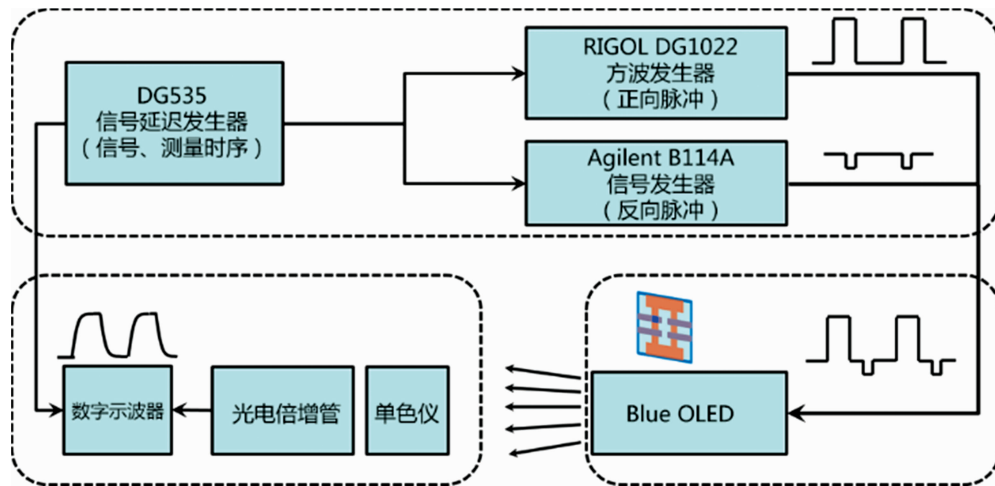 DG535
信号延迟发生器
（信号、测量时序）
RIGOL DG1022
方波发生器
（正向脉冲）
Agilent B114A
信号发生器
（反向脉冲）
数字示波器
光电倍增管
单色仪
Blue OLED